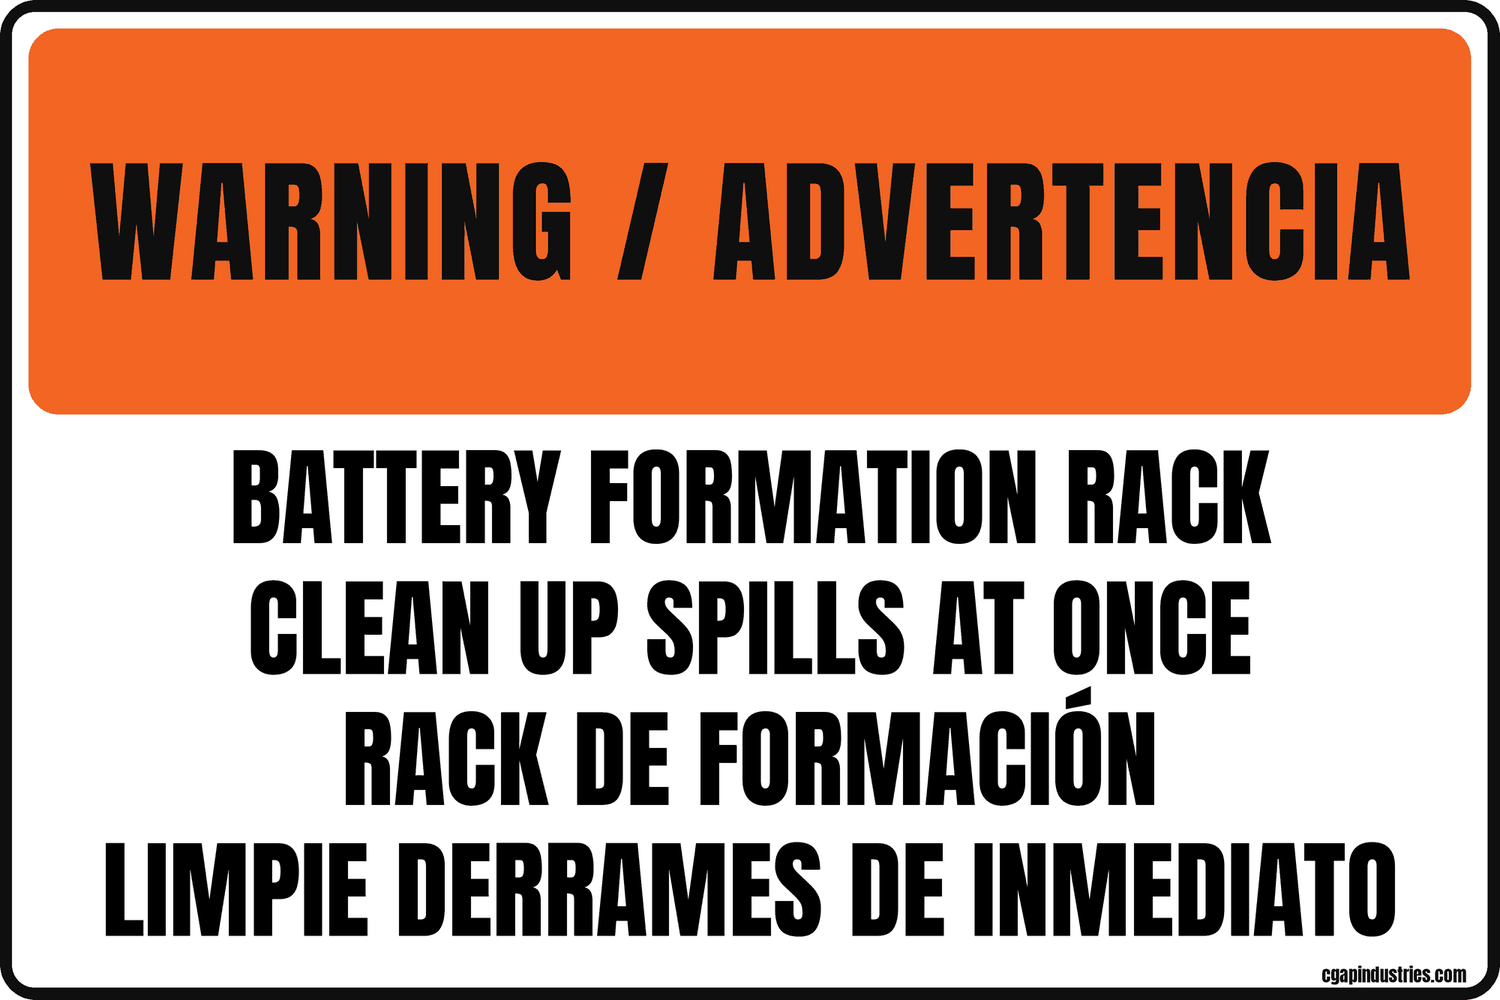 WARNING / ADVERTENCIA
BATTERY FORMATION RACK
CLEAN UP SPILLS AT ONCE
RACK DE FORMACIÓN
LIMPIE DERRAMES DE INMEDIATO
cgapindustries.com